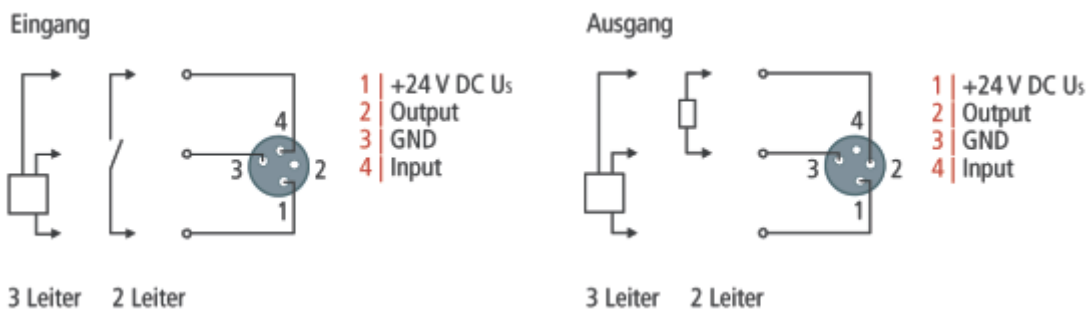 Eingang
4
3
2
1
1 | +24 V DC Us
2 | Output
3 | GND
4 | Input
3 Leiter
2 Leiter
Ausgang
4
3
2
1
1 | +24 V DC Us
2 | Output
3 | GND
4 | Input
3 Leiter
2 Leiter